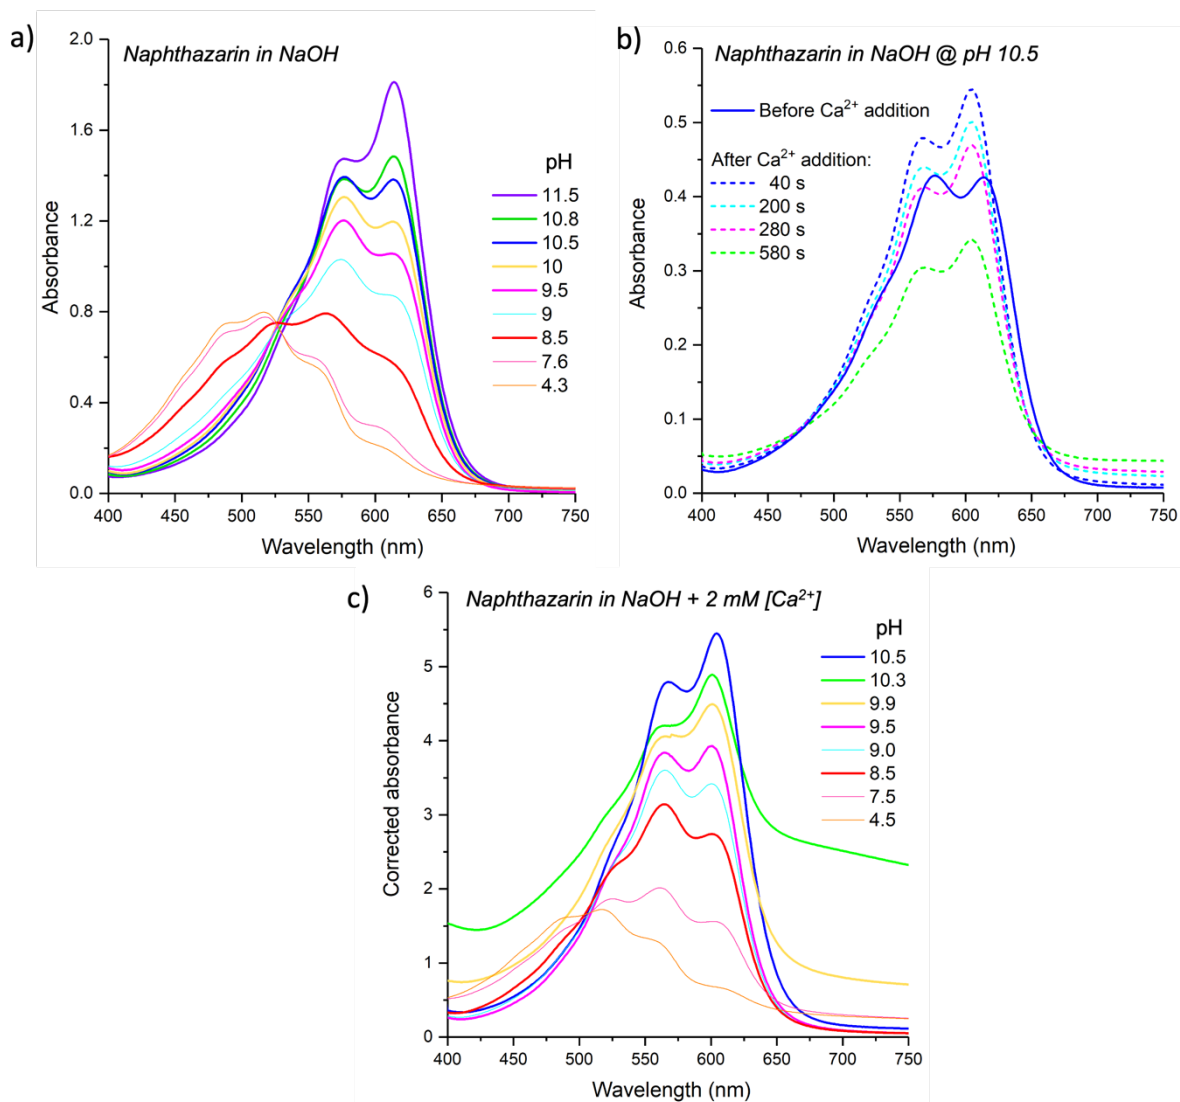 a)
Naphthazarin in NaOH
2.0
1.6
1.2
0.8
0.4
0.0
Absorbance
400 450 500 550 600 650 700 750
Wavelength (nm)
pH
11.5
10.8
10.5
10
9.5
9
8.5
7.6
4.3
b)
Naphthazarin in NaOH @ pH 10.5
0.6
0.5
0.4
0.3
0.2
0.1
0.0
Absorbance
400 450 500 550 600 650 700 750
Wavelength (nm)
Before Ca²⁺ addition
After Ca²⁺ addition:
40 s
200 s
280 s
580 s
c)
Naphthazarin in NaOH + 2 mM [Ca²⁺]
6
5
4
3
2
1
0
Corrected absorbance
400 450 500 550 600 650 700 750
Wavelength (nm)
pH
10.5
10.3
9.9
9.5
9.0
8.5
7.5
4.5